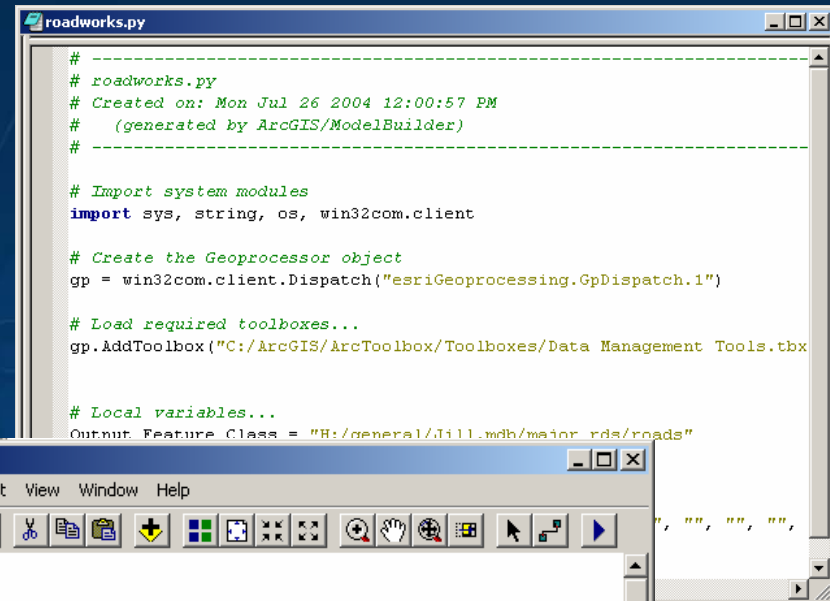 roadworks.py
# ---------------------------------------------------------------------
# roadworks.py
# Created on: Mon Jul 26 2004 12:00:57 PM
#   (generated by ArcGIS/ModelBuilder)
# ---------------------------------------------------------------------
# Import system modules
import sys, string, os, win32com.client
# Create the Geoprocessor object
gp = win32com.client.Dispatch("esriGeoprocessing.GpDispatch.1")
# Load required toolboxes...
gp.AddToolbox("C:/ArcGIS/ArcToolbox/Toolboxes/Data Management Tools.tbx
# Local variables...
Output_Feature_Class = "H:/general/Jill.mdb/major_rds/roads"
t View Window Help
", "", "", "",